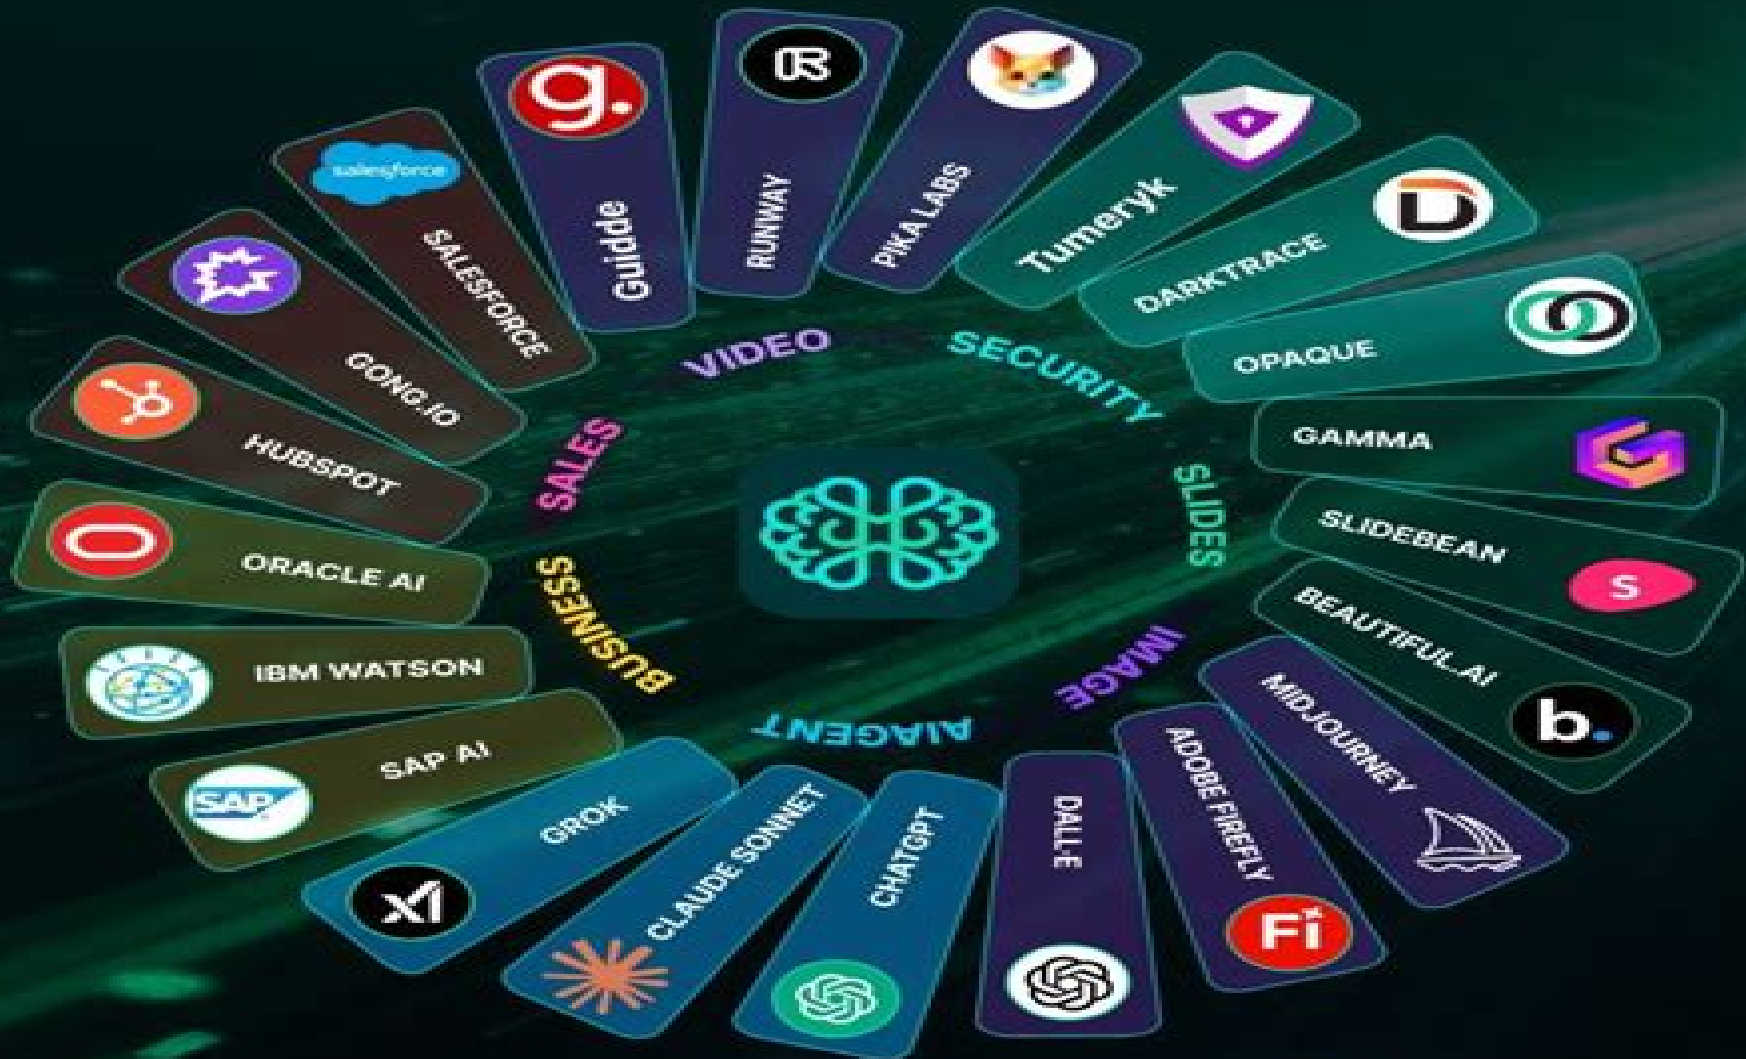 VIDEO
g.
Guidde
RUNWAY
PIKA LABS
SECURITY
Tumeryk
DARKTRACE
OPAQUE
SLIDES
GAMMA
SLIDEBEAN
S
BEAUTIFUL.AI
b.
IMAGE
MIDJOURNEY
ADOBE FIREFLY
Fi
DALL·E
AIAGENT
CHATGPT
CLAUDE SONNET
GROK
xAI
BUSINESS
SAP AI
SAP
IBM WATSON
ORACLE AI
SALES
HUBSPOT
GONG.IO
SALESFORCE
salesforce